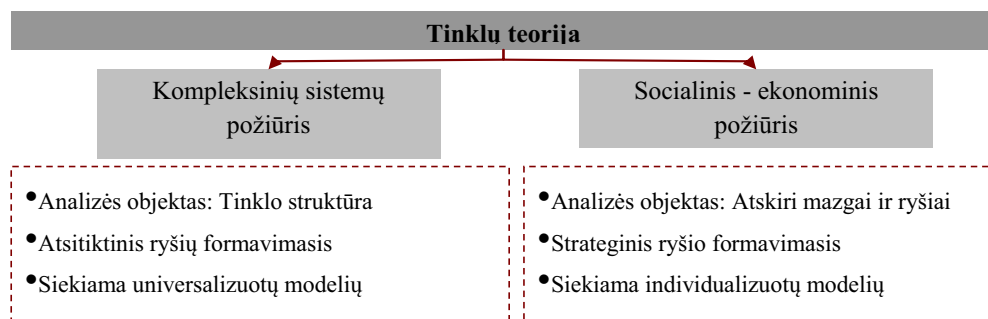 Tinklų teorija
Kompleksinių sistemų
požiūris
Socialinis - ekonominis
požiūris
•Analizės objektas: Tinklo struktūra
•Atsitiktinis ryšių formavimasis
•Siekiama universalizuotų modelių
•Analizės objektas: Atskiri mazgai ir ryšiai
•Strateginis ryšio formavimasis
•Siekiama individualizuotų modelių